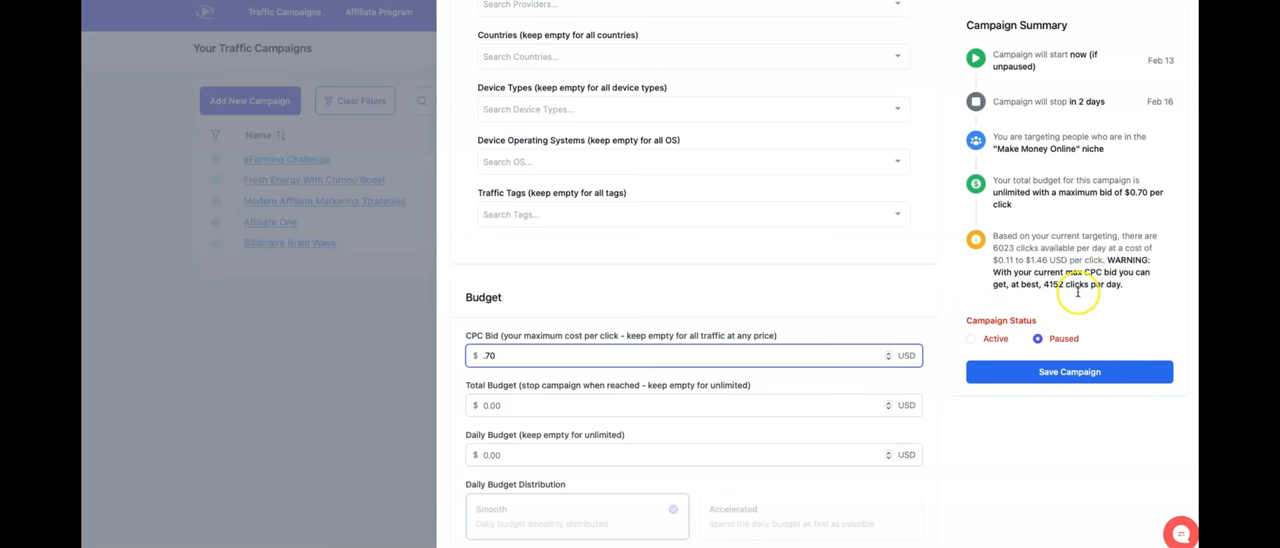 Traffic Campaigns
Affiliate Program
Your Traffic Campaigns
Add New Campaign
Clear Filters
Name
eFarming Challenge
Fresh Energy With Chrono Boost
Modern Affiliate Marketing Strategies
Affiliate One
Billionaire Brain Wave
Search Providers...
Countries (keep empty for all countries)
Search Countries...
Device Types (keep empty for all device types)
Search Device Types...
Device Operating Systems (keep empty for all OS)
Search OS...
Traffic Tags (keep empty for all tags)
Search Tags...
Budget
CPC Bid (your maximum cost per click - keep empty for all traffic at any price)
$ .70 USD
Total Budget (stop campaign when reached - keep empty for unlimited)
$ 0.00 USD
Daily Budget (keep empty for unlimited)
$ 0.00 USD
Daily Budget Distribution
Smooth
Daily budget smoothly distributed
Accelerated
Spend the daily budget as fast as possible
Campaign Summary
Campaign will start now (if
unpaused)
Feb 13
Campaign will stop in 2 days
Feb 16
You are targeting people who are in the
"Make Money Online" niche
Your total budget for this campaign is
unlimited with a maximum bid of $0.70 per
click
Based on your current targeting, there are
6023 clicks available per day at a cost of
$0.11 to $1.46 USD per click. WARNING:
With your current max CPC bid you can
get, at best, 4152 clicks per day.
Campaign Status
Active
Paused
Save Campaign